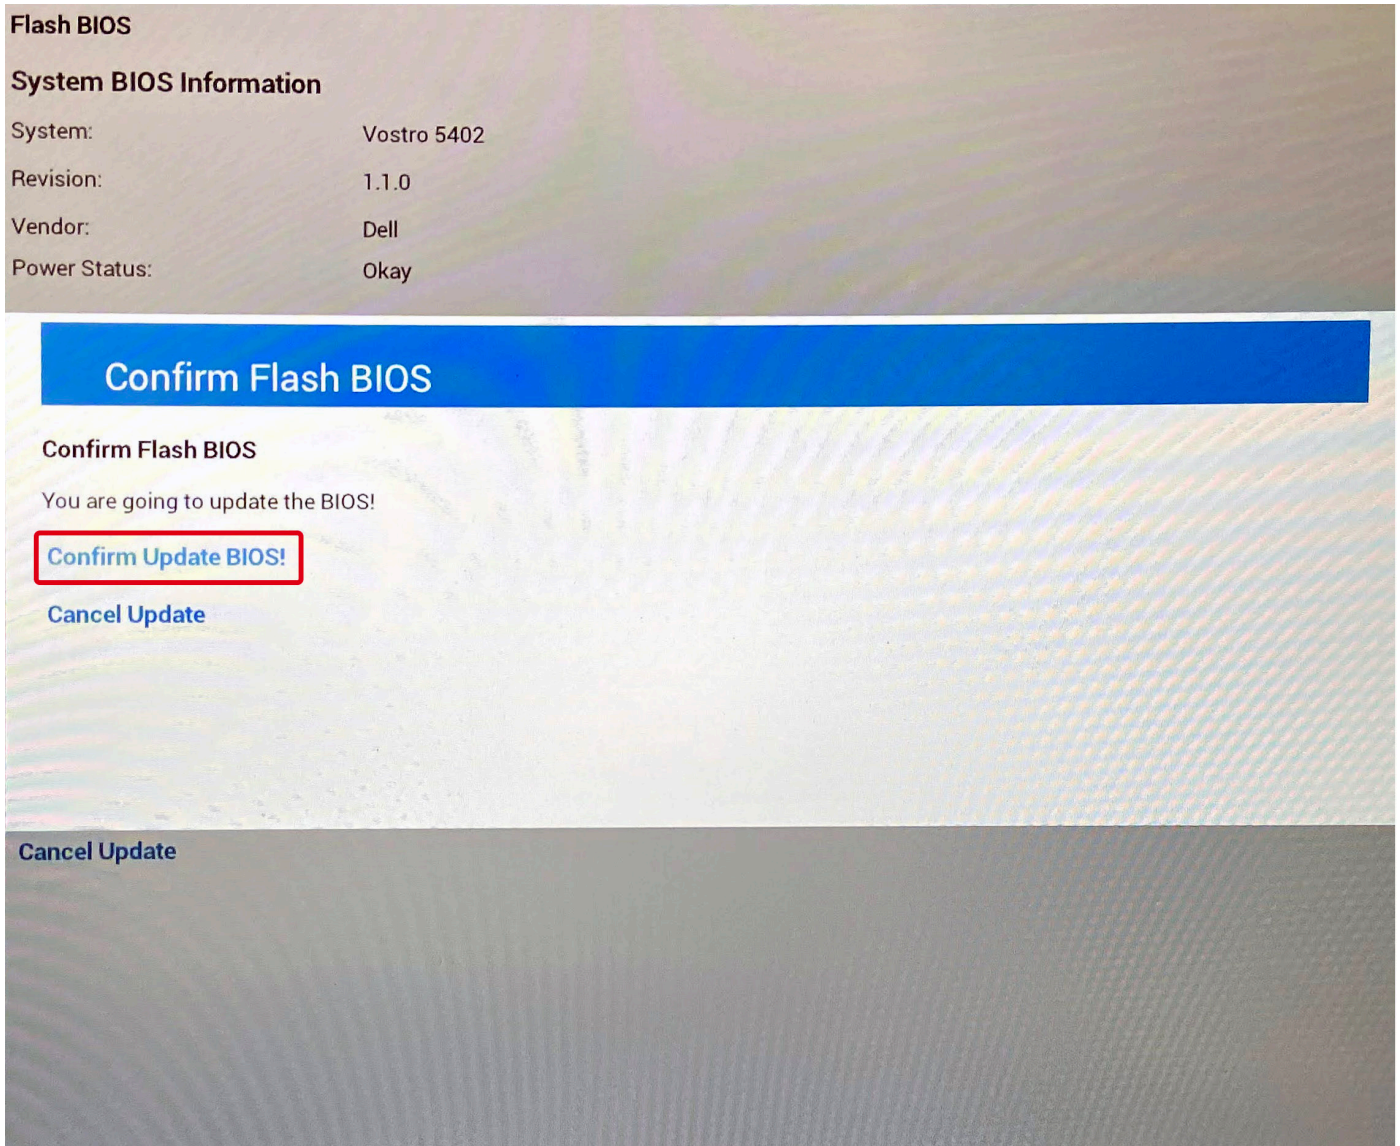 Flash BIOS
System BIOS Information
System: Vostro 5402
Revision: 1.1.0
Vendor: Dell
Power Status: Okay
Confirm Flash BIOS
Confirm Flash BIOS
You are going to update the BIOS!
Confirm Update BIOS!
Cancel Update
Cancel Update